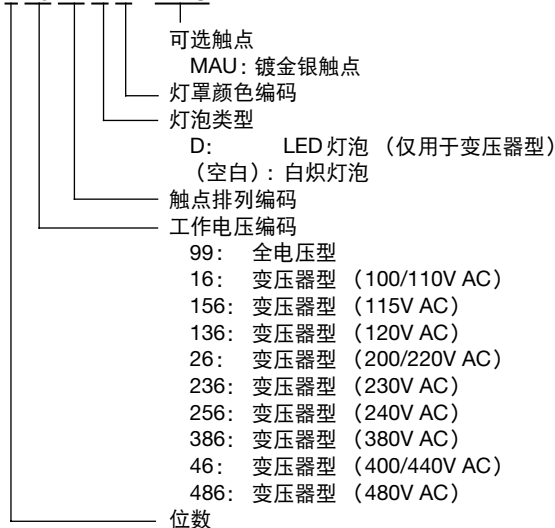 可选触点
MAU：镀金银触点
灯罩颜色编码
灯泡类型
D： LED 灯泡 （仅用于变压器型）
（空白）：白炽灯泡
触点排列编码
工作电压编码
99： 全电压型
16： 变压器型 （100/110V AC）
156： 变压器型 （115V AC）
136： 变压器型 （120V AC）
26： 变压器型 （200/220V AC）
236： 变压器型 （230V AC）
256： 变压器型 （240V AC）
386： 变压器型 （380V AC）
46： 变压器型 （400/440V AC）
486： 变压器型 （480V AC）
位数